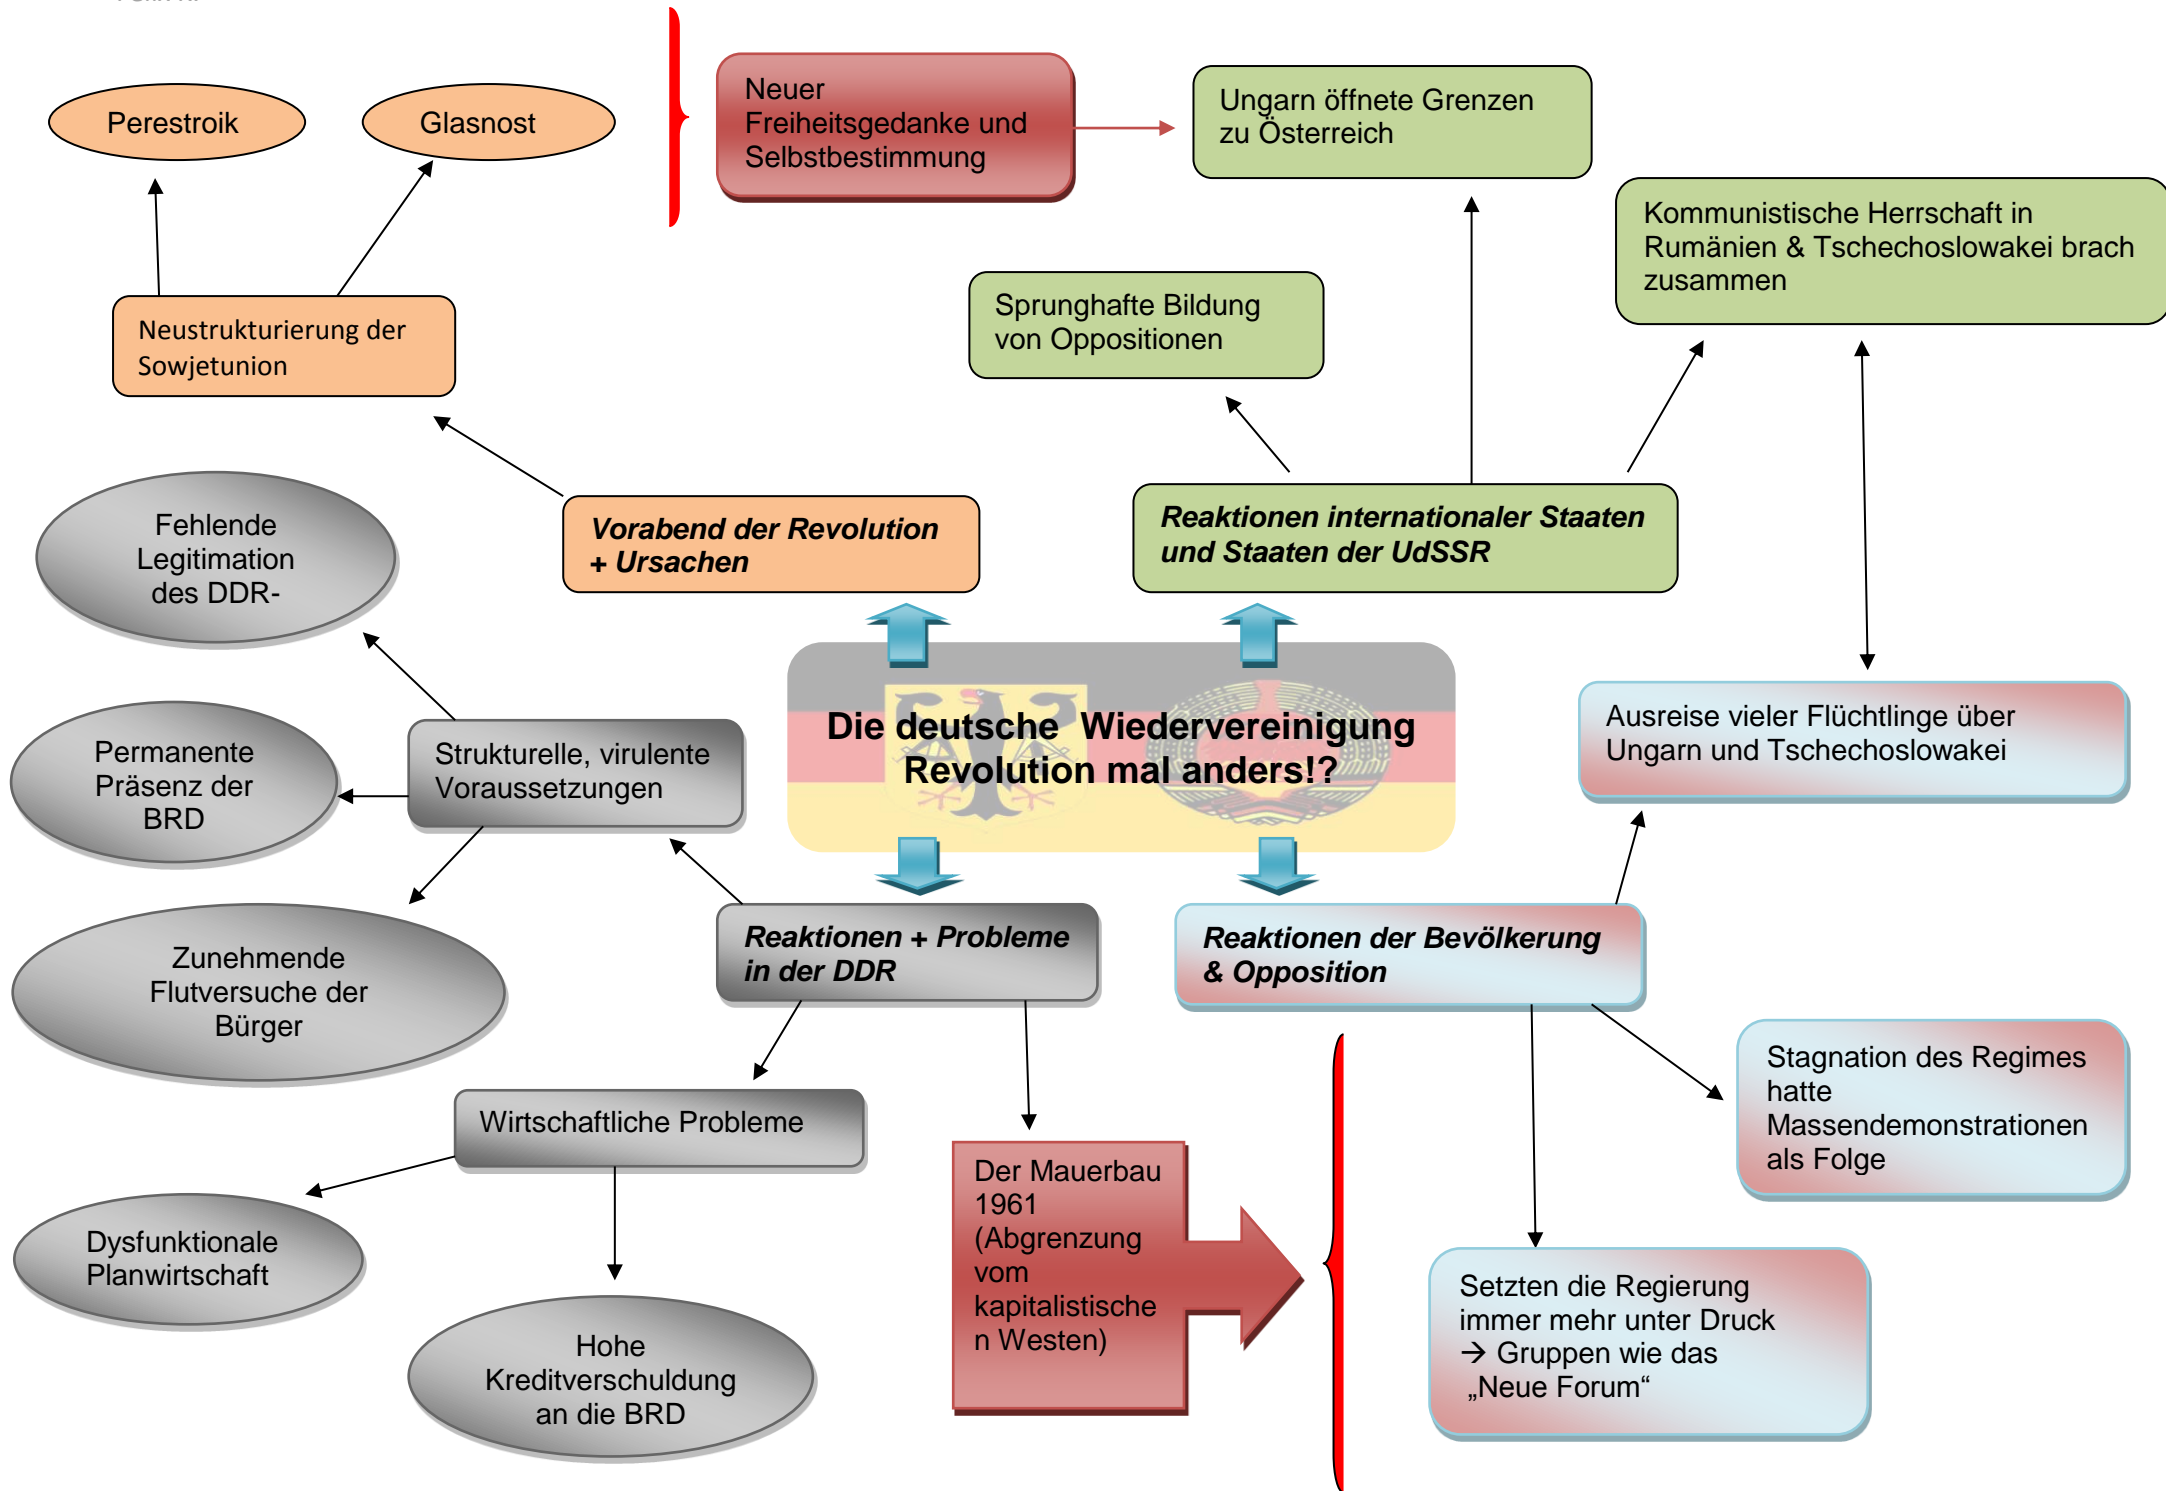 Perestroik
Glasnost
Neuer
Freiheitsgedanke und
Selbstbestimmung
Ungarn öffnete Grenzen
zu Österreich
Kommunistische Herrschaft in
Rumänien & Tschechoslowakei brach
zusammen
Sprunghafte Bildung
von Oppositionen
Neustrukturierung der
Sowjetunion
Vorabend der Revolution
+ Ursachen
Reaktionen internaler Staaten
und Staaten der UdSSR
Fehlende
Legitimation
des DDR-
Permanente
Präsenz der
BRD
Strukturelle, virulente
Voraussetzungen
Die deutsche Wiedervereinigung
Revolution mal anders!?
Ausreise vieler Flüchtlinge über
Ungarn und Tschechoslowakei
Zunehmende
Flutversuche der
Bürger
Reaktionen + Probleme
in der DDR
Reaktionen der Bevölkerung
& Opposition
Wirtschaftliche Probleme
Stagnation des Regimes
hatte
Massendemonstrationen
als Folge
Dysfunktionale
Planwirtschaft
Hohe
Kreditverschuldung
an die BRD
Der Mauerbau
1961
(Abgrenzung
vom
kapitalistische
n Westen)
Setzten die Regierung
immer mehr unter Druck
→ Gruppen wie das
„Neue Forum“